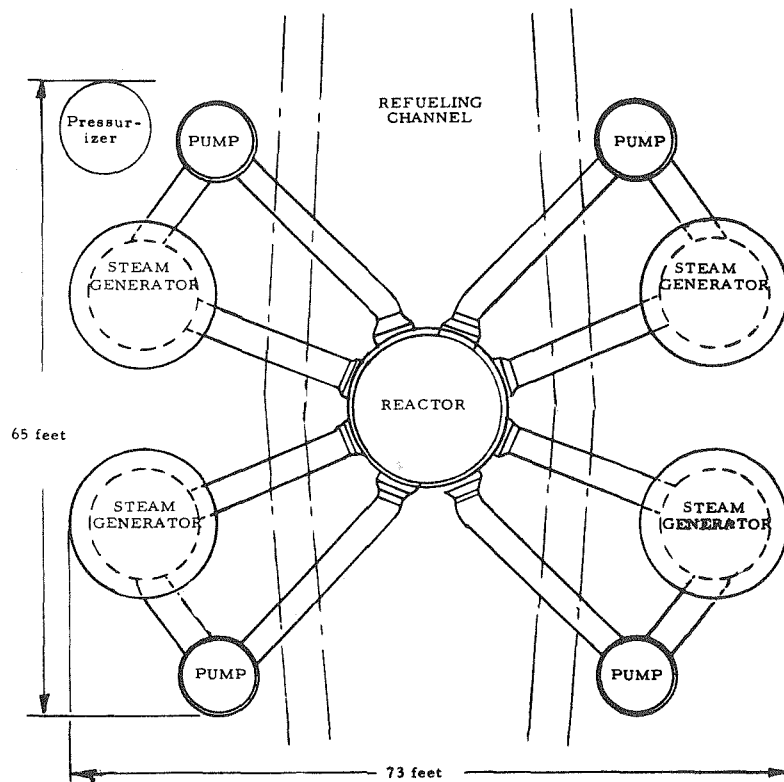 REFUELING
CHANNEL
Pressur-
izer
PUMP
PUMP
STEAM
GENERATOR
STEAM
GENERATOR
REACTOR
65 feet
STEAM
GENERATOR
STEAM
GENERATOR
PUMP
PUMP
73 feet